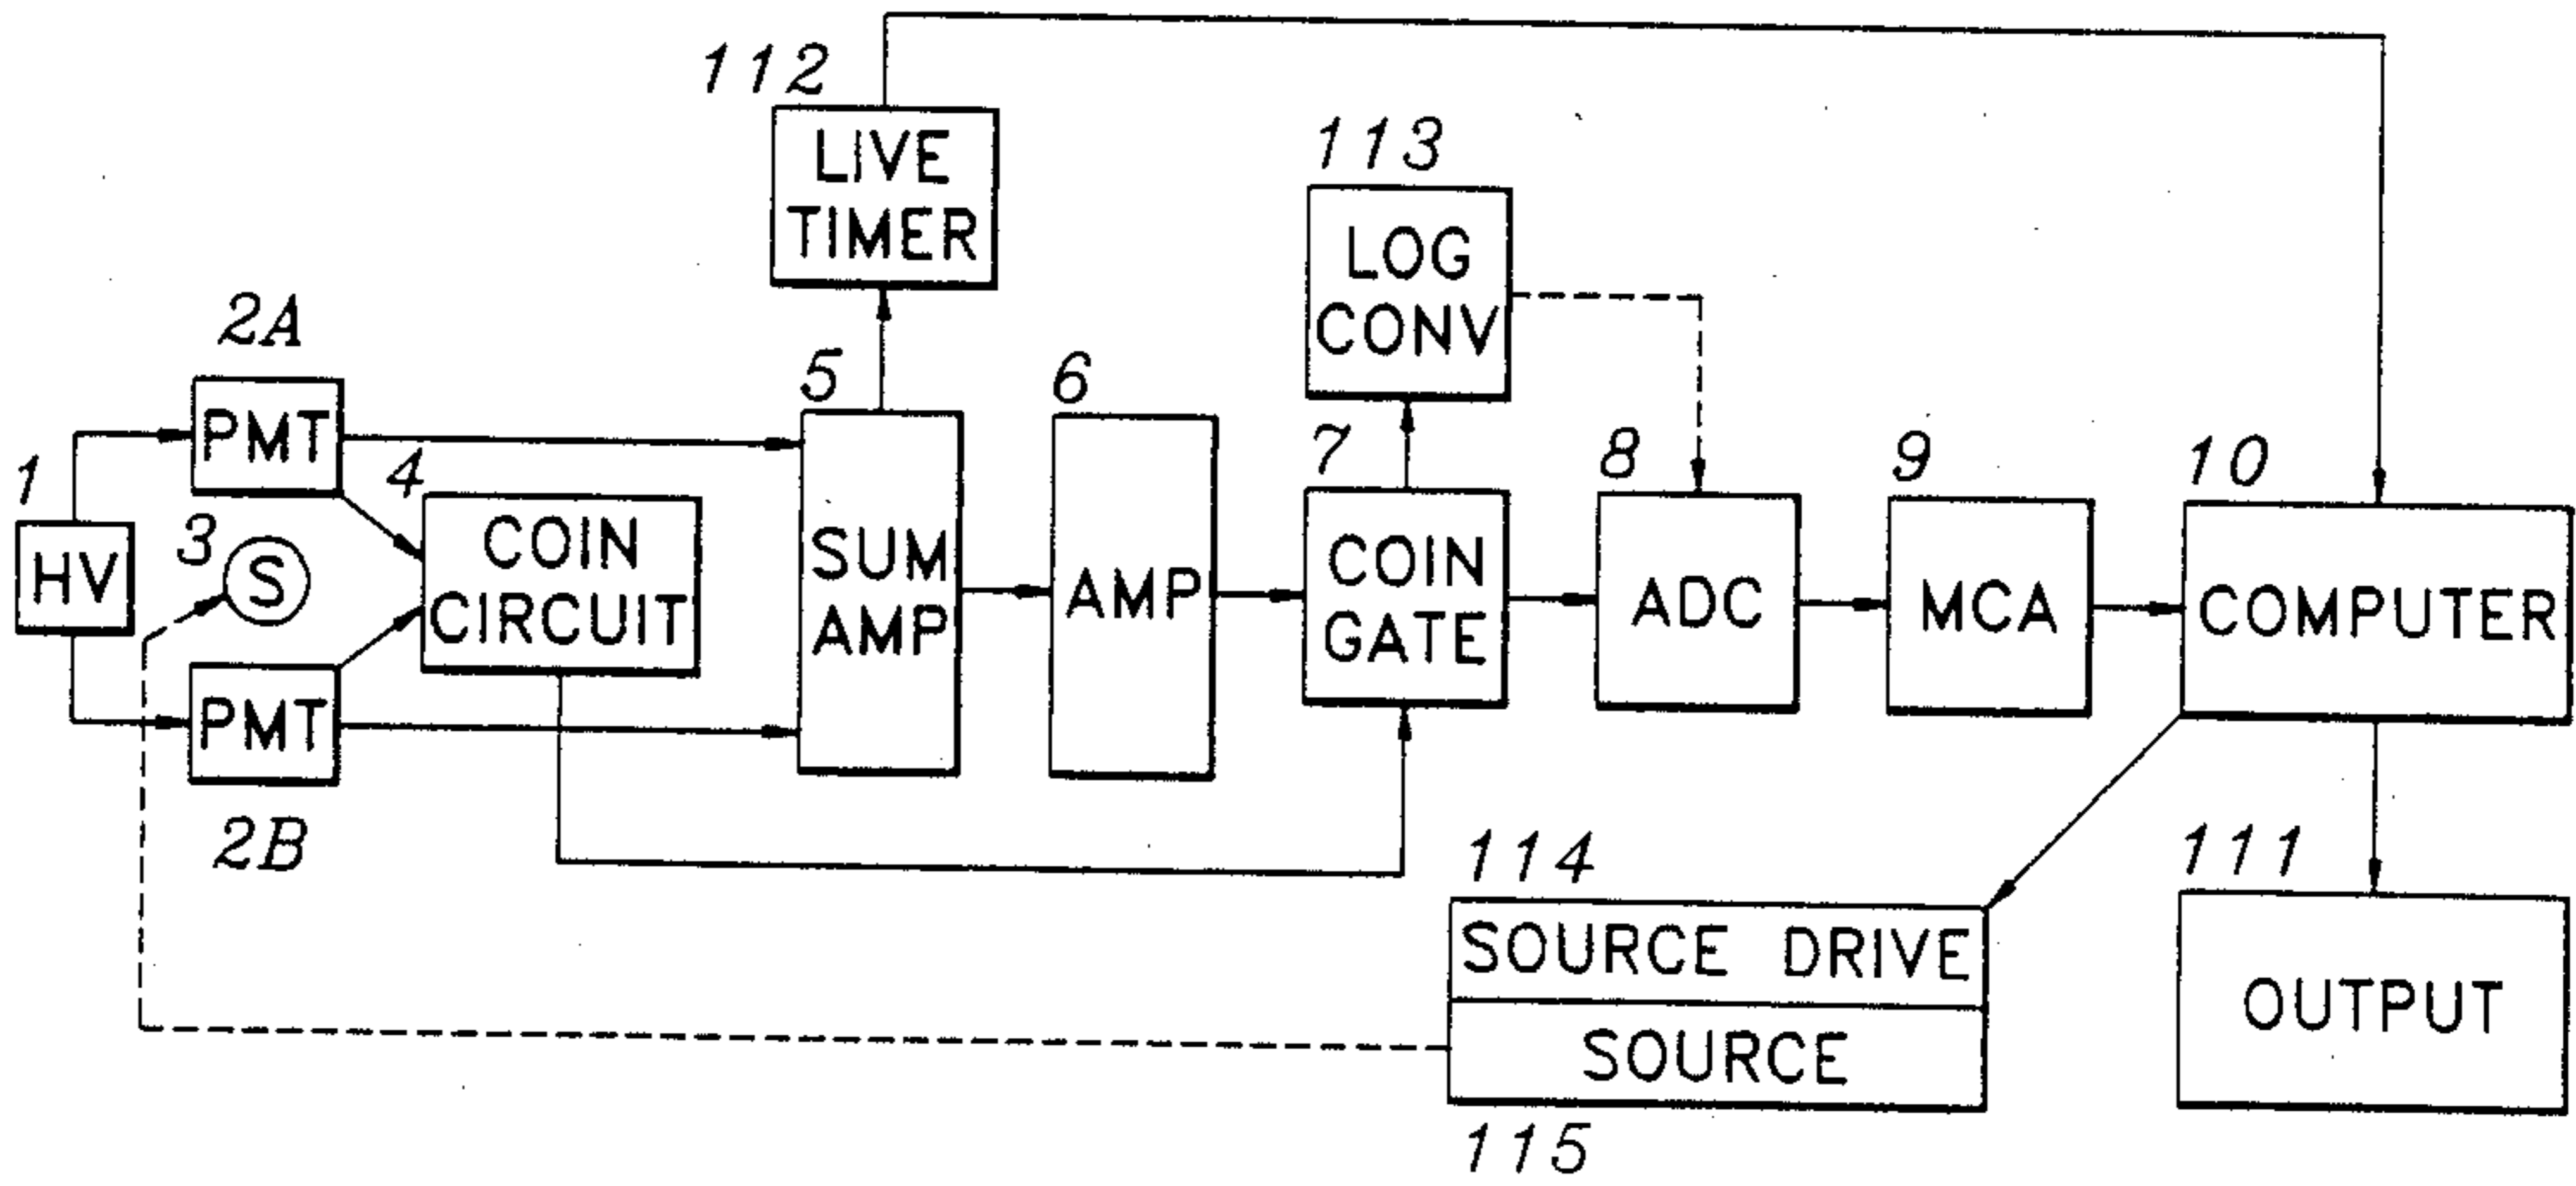 112
LIVE
TIMER
113
LOG
CONV
2A
PMT
1
HV
3
S
4
COIN
CIRCUIT
PMT
2B
5
SUM
AMP
6
AMP
7
COIN
GATE
8
ADC
9
MCA
10
COMPUTER
114
SOURCE DRIVE
SOURCE
115
111
OUTPUT